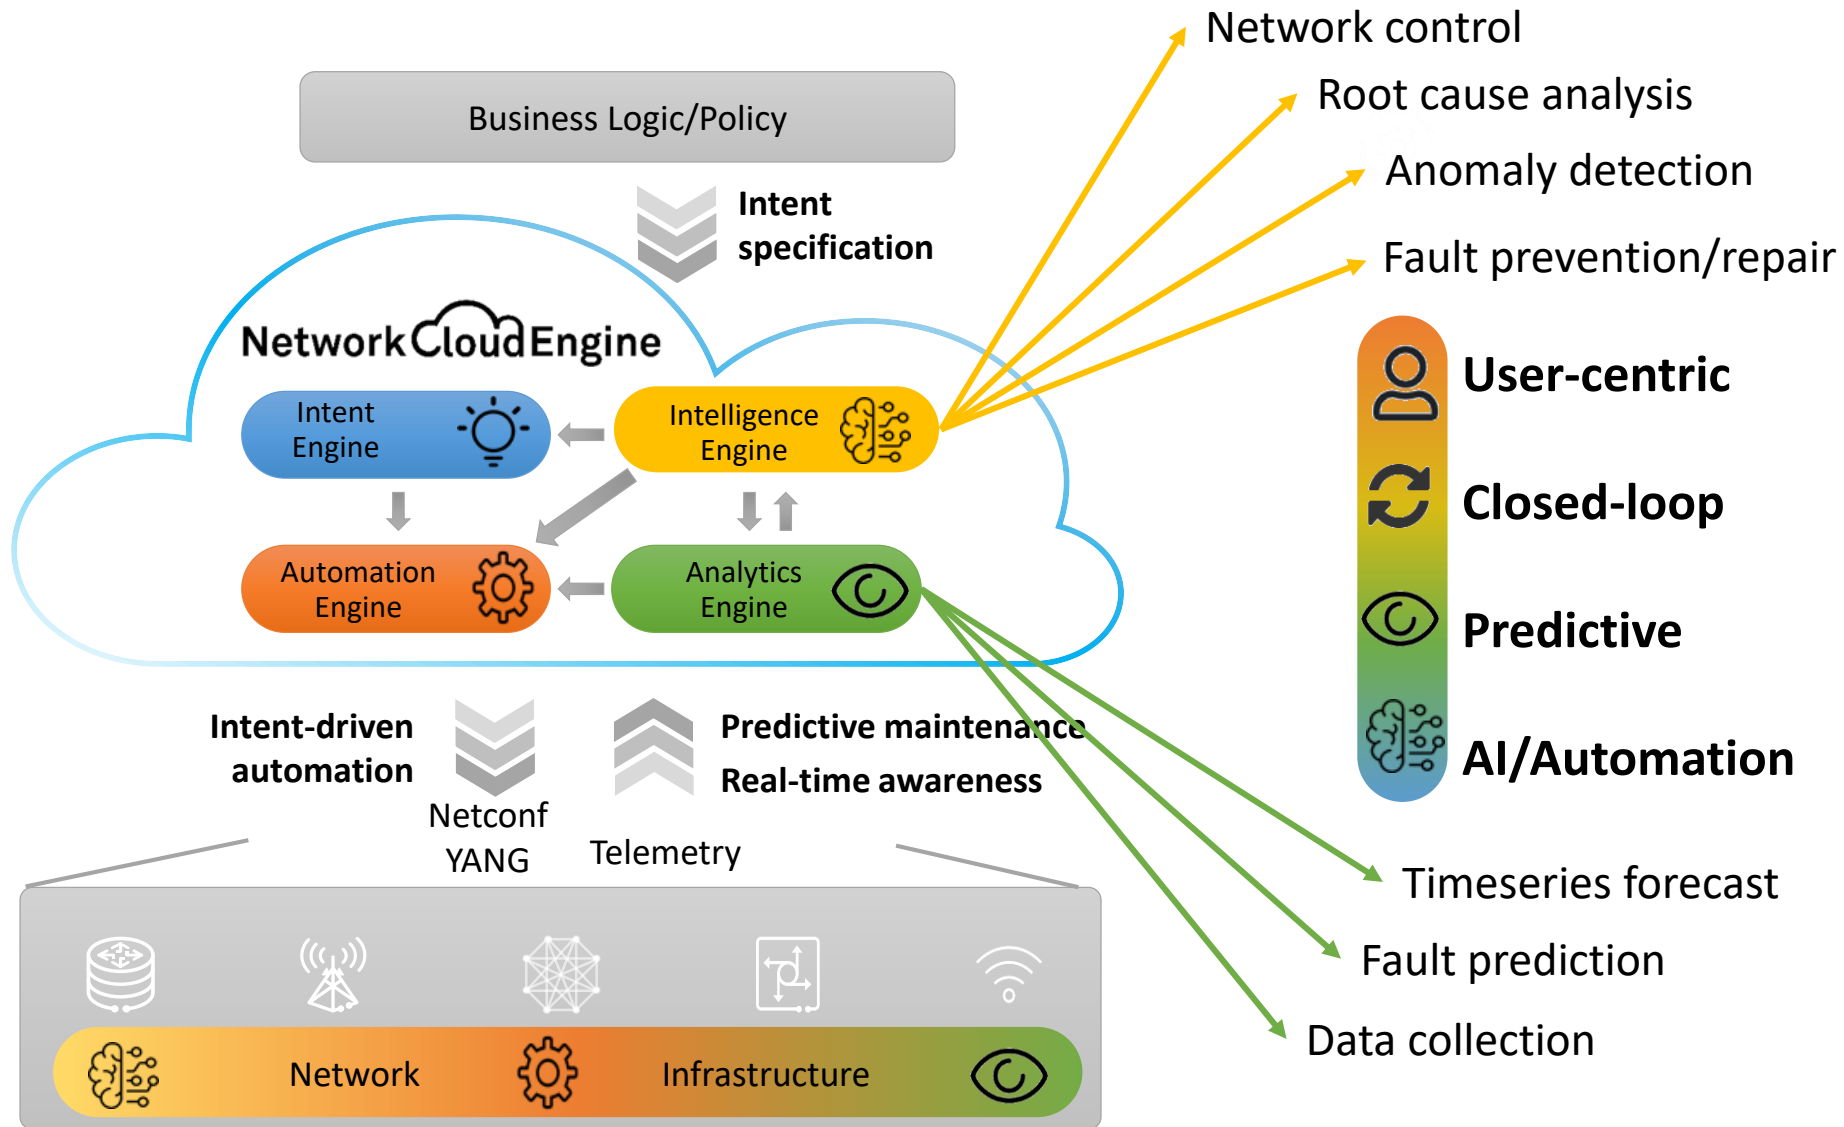 Network control
Root cause analysis
Anomaly detection
Fault prevention/repair
Business Logic/Policy
Intent
specification
NetworkCloudEngine
Intent
Engine
Intelligence
Engine
Automation
Engine
Analytics
Engine
User-centric
Closed-loop
Predictive
AI/Automation
Intent-driven
automation
Predictive maintenance
Real-time awareness
Netconf
YANG
Telemetry
Timeseries forecast
Fault prediction
Data collection
Network
Infrastructure